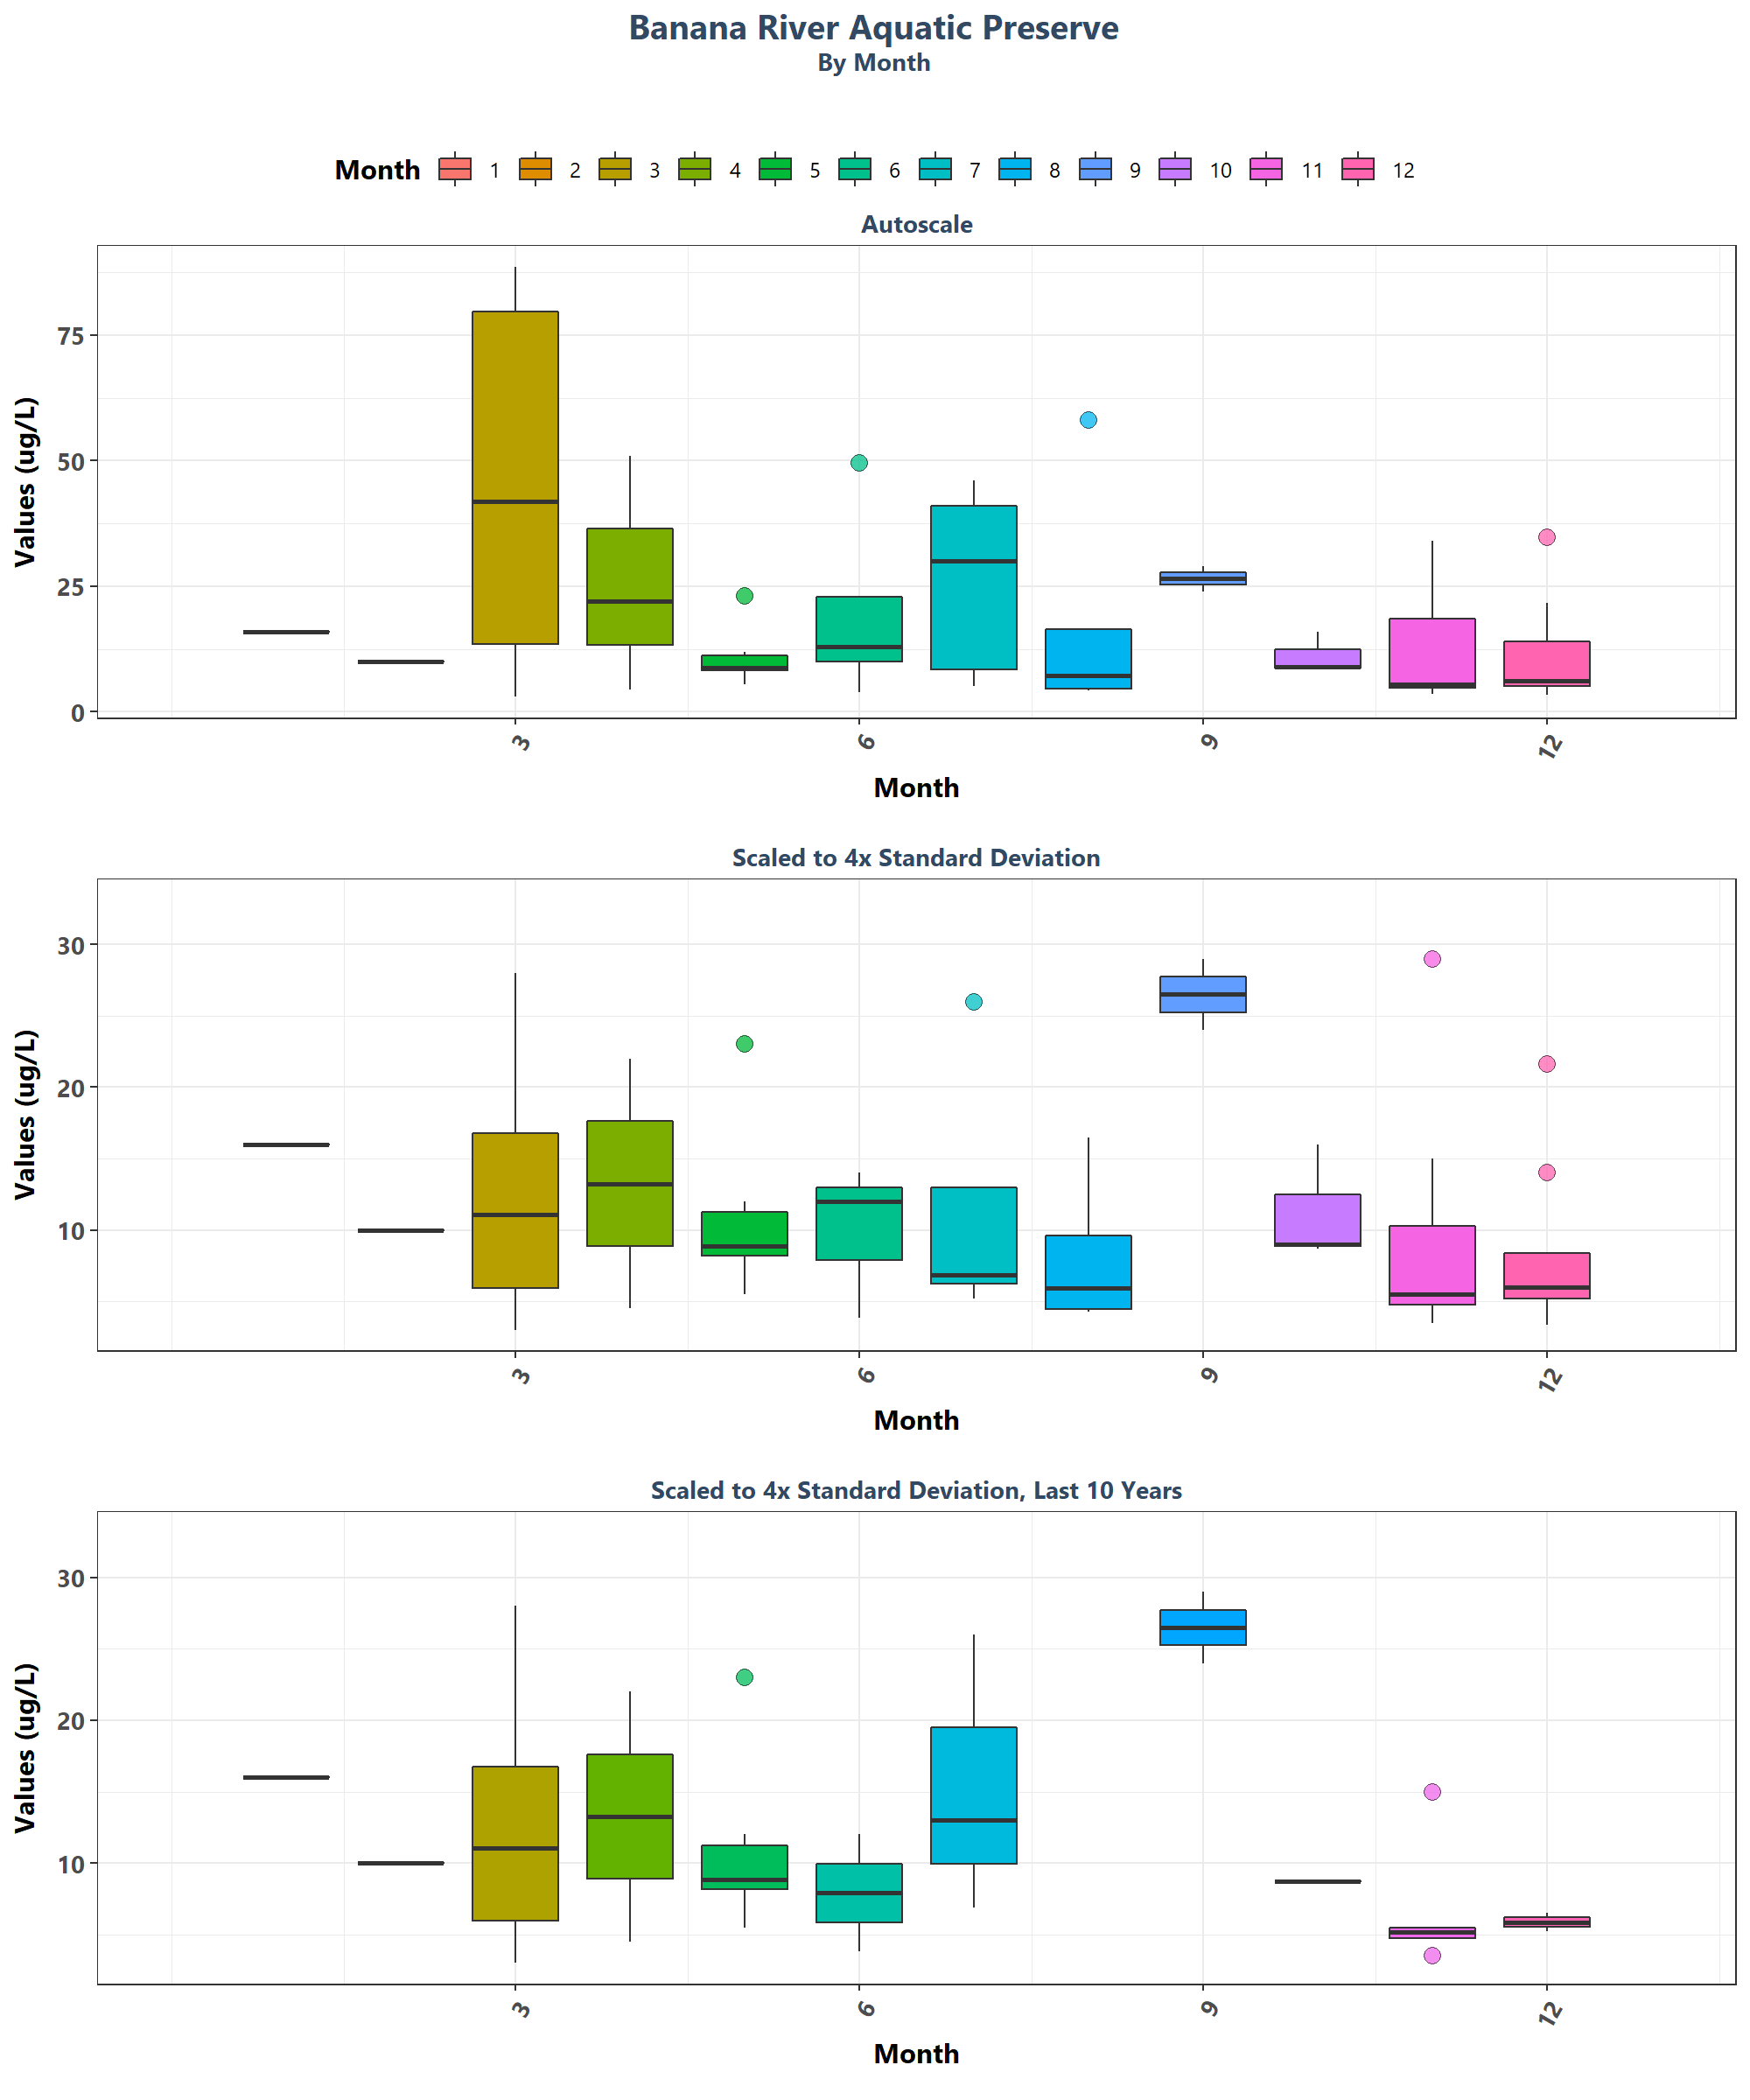 Banana River Aquatic Preserve
By Month
Month 1 2 3 4 5 6 7 8 9 10 11 12
Autoscale
Values (ug/L)
75
50
25
0
3 6 9 12
Month
Scaled to 4x Standard Deviation
Values (ug/L)
30
20
10
3 6 9 12
Month
Scaled to 4x Standard Deviation, Last 10 Years
Values (ug/L)
30
20
10
3 6 9 12
Month